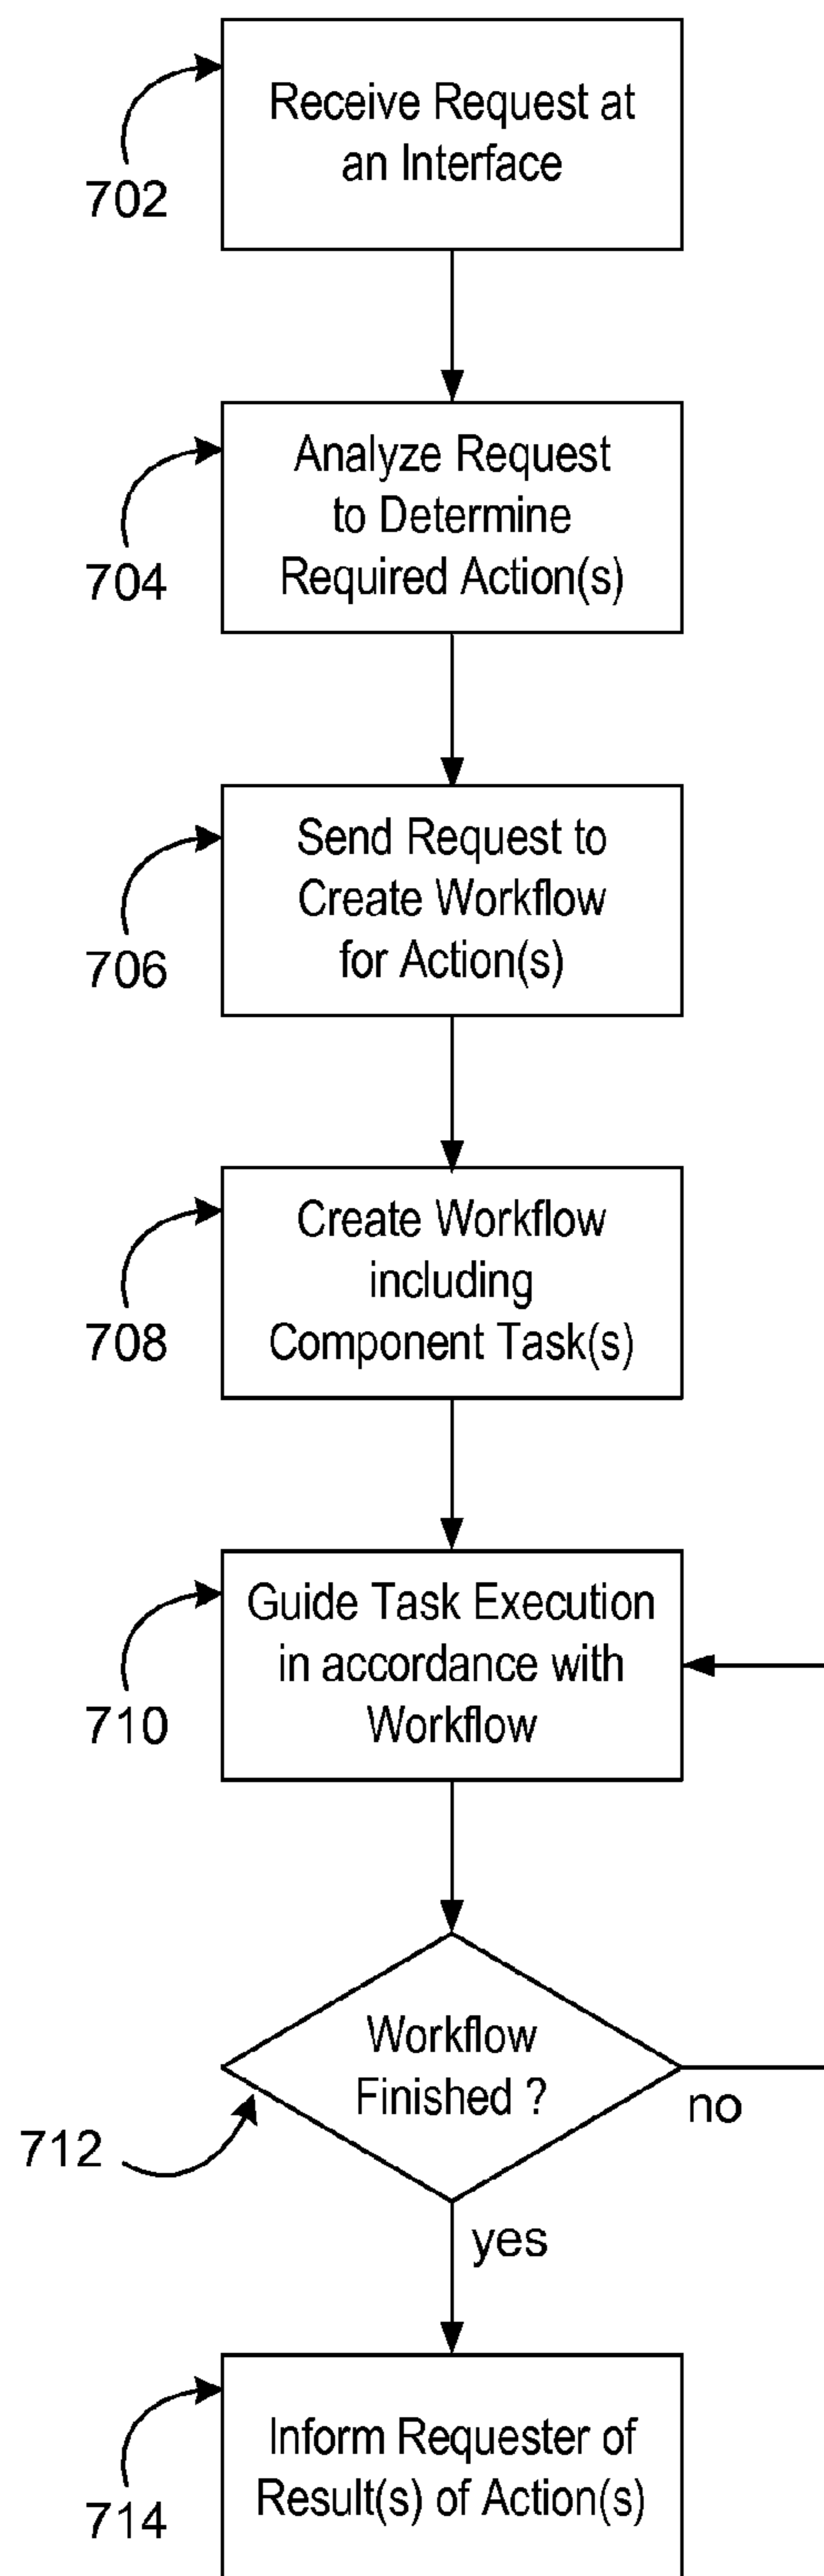 Receive Request at
an Interface
702
Analyze Request
to Determine
Required Action(s)
704
Send Request to
Create Workflow
for Action(s)
706
Create Workflow
including
Component Task(s)
708
Guide Task Execution
in accordance with
Workflow
710
Workflow
Finished ?
no
712
yes
Inform Requester of
Result(s) of Action(s)
714